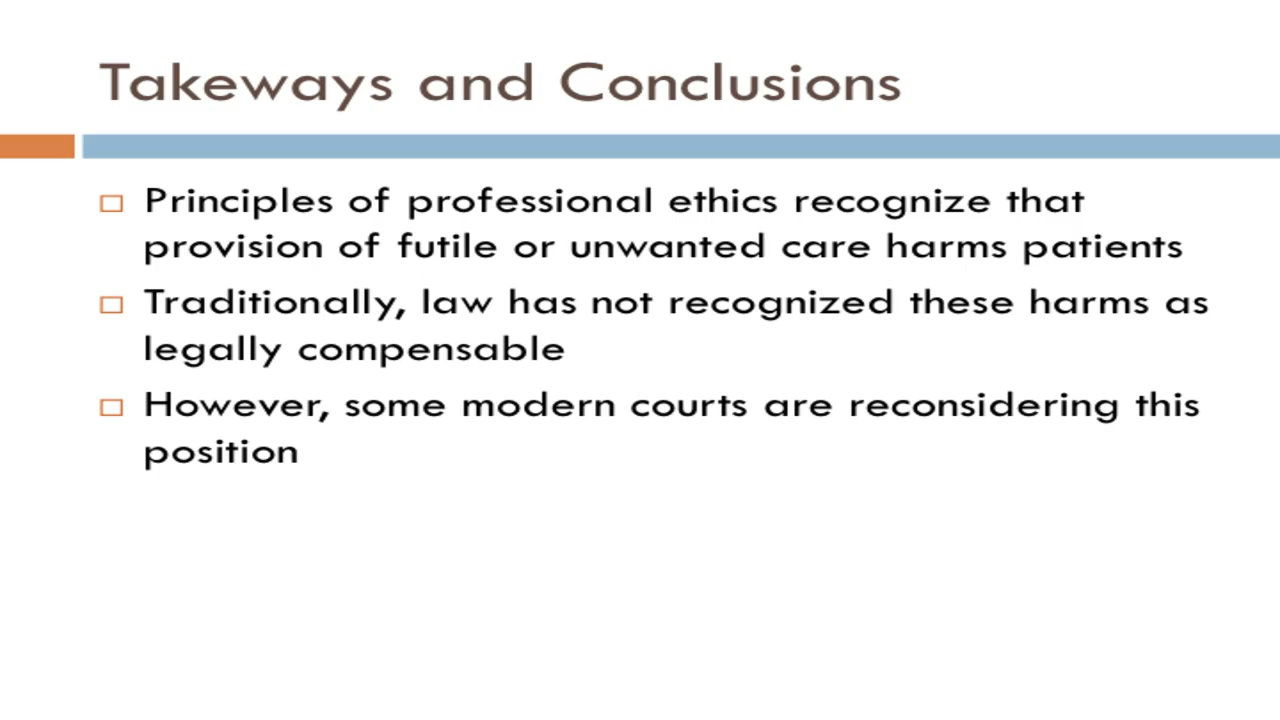 Takeways and Conclusions
Principles of professional ethics recognize that
provision of futile or unwanted care harms patients
Traditionally, law has not recognized these harms as
legally compensable
However, some modern courts are reconsidering this
position